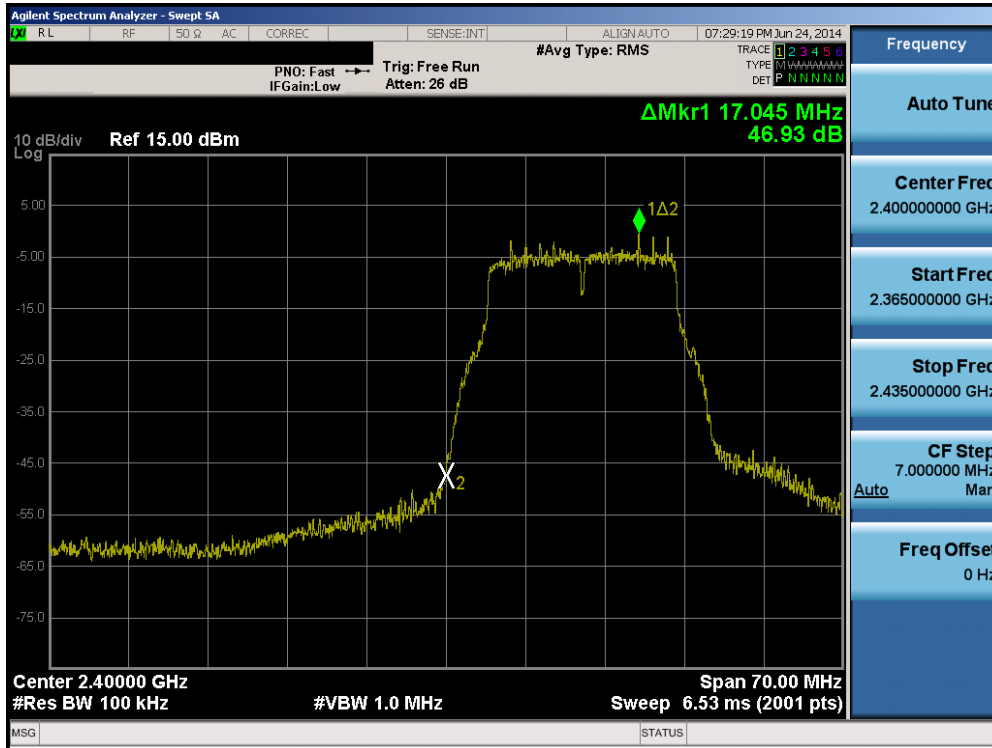 Agilent Spectrum Analyzer - Swept SA
LXI RL RF 50 Ω AC CORREC SENSE:INT ALIGN AUTO 07:29:19 PM Jun 24, 2014
#Avg Type: RMS TRACE 1 2 3 4 5 6
PNO: Fast Trig: Free Run TYPE M WWWWW
IFGain:Low Atten: 26 dB DET P N N N N N
ΔMkr1 17.045 MHz
46.93 dB
10 dB/div Ref 15.00 dBm
Log
5.00
-5.00
-15.0
-25.0
-35.0
-45.0
-55.0
-65.0
-75.0
1Δ2
2
Center 2.40000 GHz Span 70.00 MHz
#Res BW 100 kHz #VBW 1.0 MHz Sweep 6.53 ms (2001 pts)
MSG STATUS
Frequency
Auto Tune
Center Freq
2.400000000 GHz
Start Freq
2.365000000 GHz
Stop Freq
2.435000000 GHz
CF Step
7.000000 MHz
Auto Man
Freq Offset
0 Hz